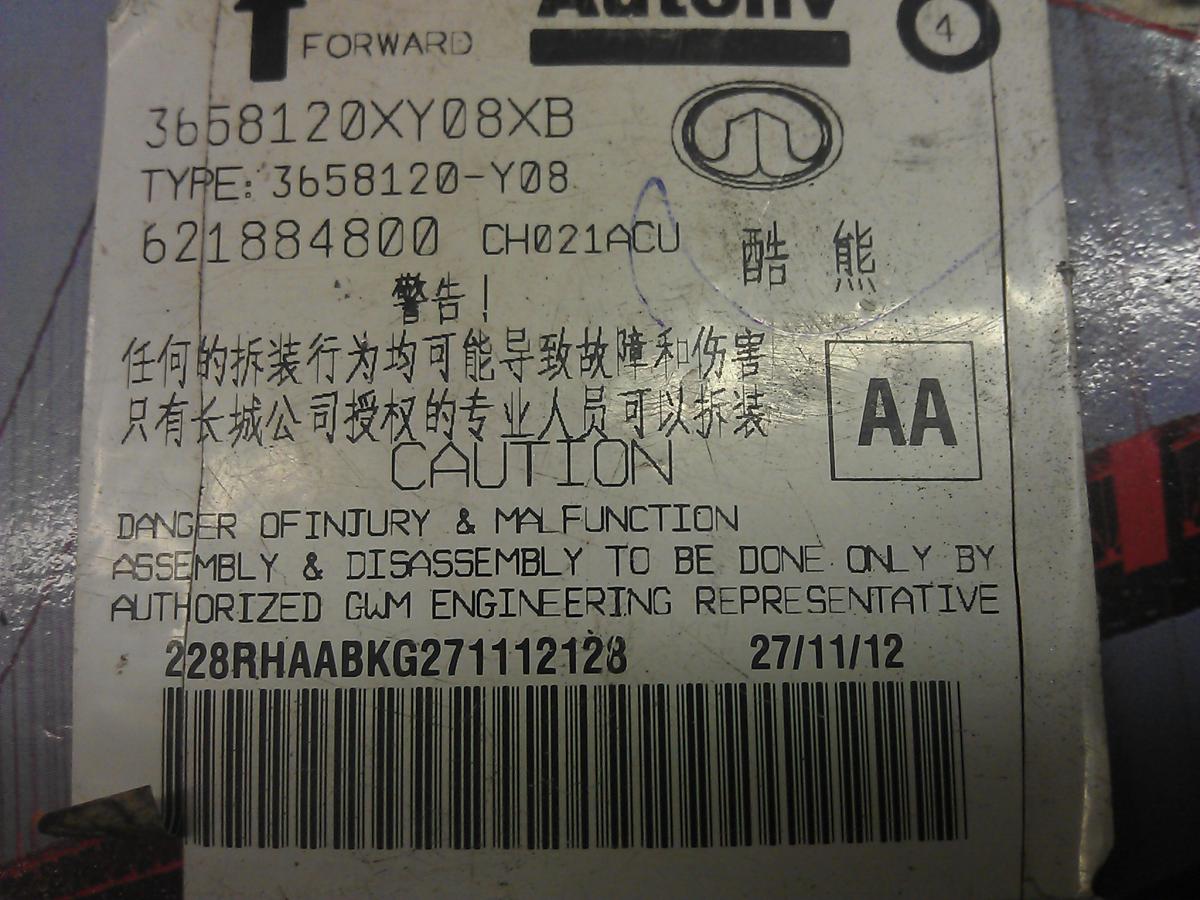 Autoliv
FORWARD
4
3658120XY08XB
TYPE: 3658120-Y08
621884800 CH021ACU
酷 熊
警告!
任何的拆装行为均可能导致故障和伤害
只有长城公司授权的专业人员可以拆装
AA
CAUTION
DANGER OF INJURY & MALFUNCTION
ASSEMBLY & DISASSEMBLY TO BE DONE ONLY BY
AUTHORIZED GWM ENGINEERING REPRESENTATIVE
228RHAABKG271112128 27/11/12